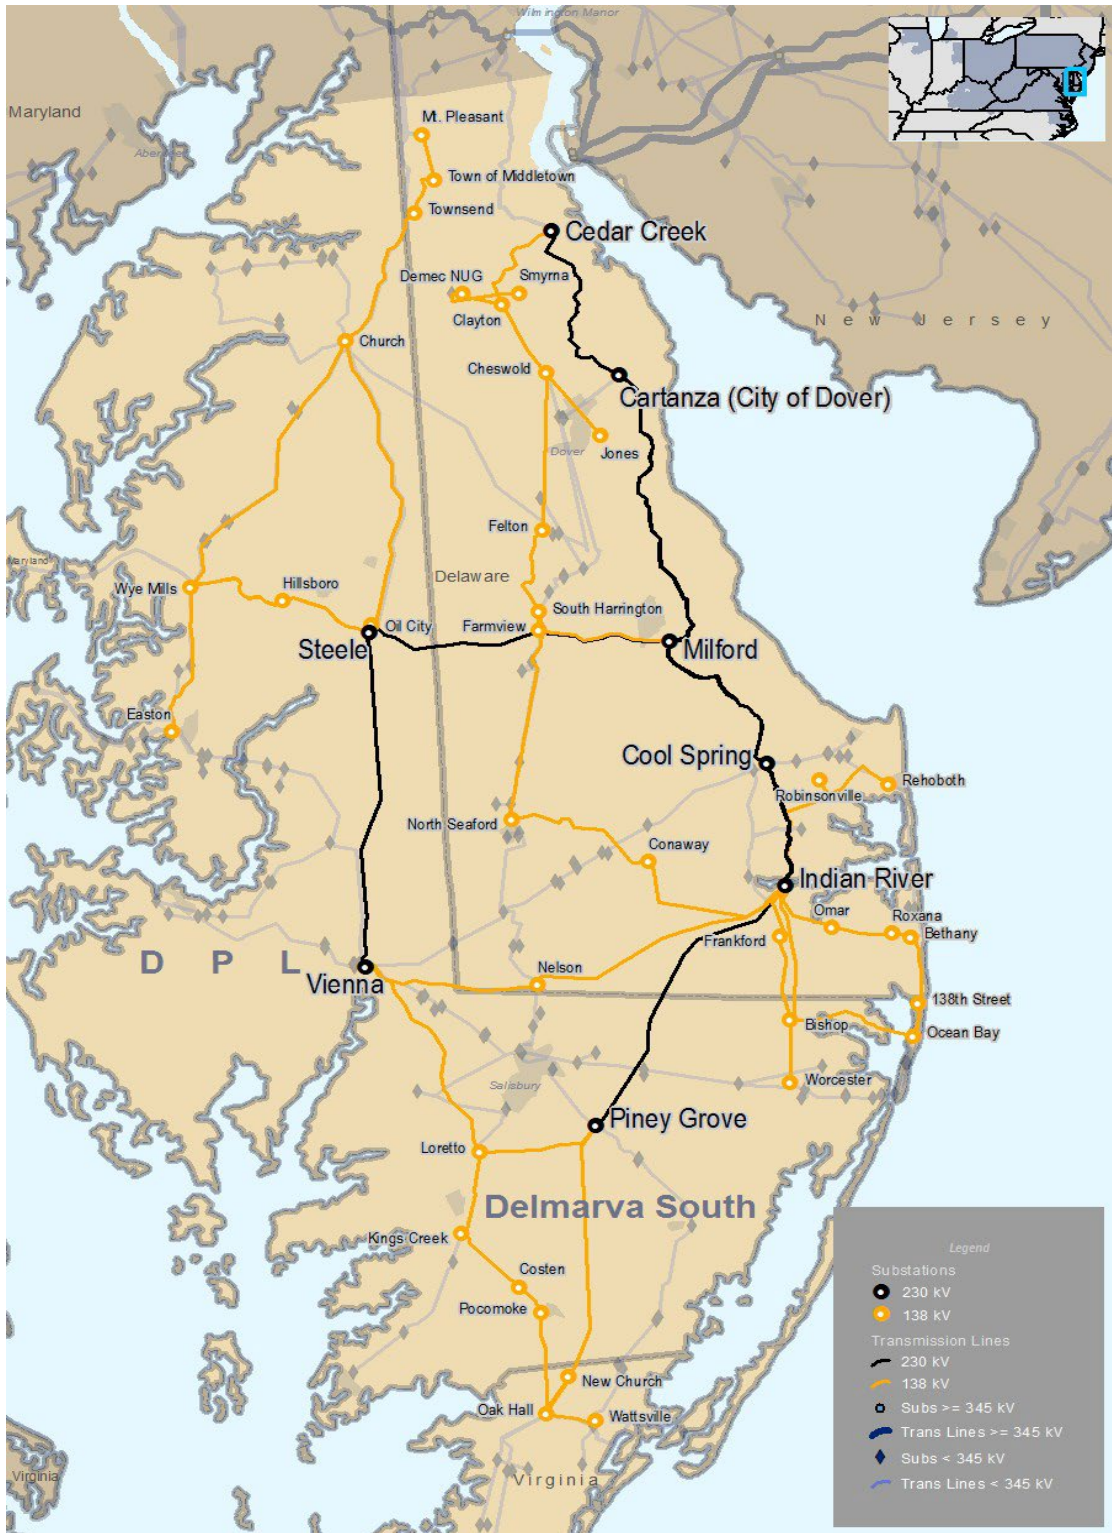 Wilmington Manor
Maryland
Mt. Pleasant
Town of Middletown
Townsend
Cedar Creek
Demec NUG
Smyrna
Clayton
New Jersey
Church
Cheswold
Cartanza (City of Dover)
Dover
Jones
Felton
Maryland
Delaware
Wye Mills
Hillsboro
South Harrington
Oil City
Farmview
Steele
Milford
Easton
Cool Spring
Rehoboth
Robinsonville
North Seaford
Conaway
Indian River
Omar
Roxana
Frankford
Bethany
D P L
Nelson
Vienna
138th Street
Bishop
Ocean Bay
Salisbury
Worcester
Piney Grove
Loretto
Delmarva South
Kings Creek
Costen
Pocomoke
New Church
Oak Hall
Wattsville
Virginia
Virginia
Legend
Substations
230 kV
138 kV
Transmission Lines
230 kV
138 kV
Subs >= 345 kV
Trans Lines >= 345 kV
Subs < 345 kV
Trans Lines < 345 kV